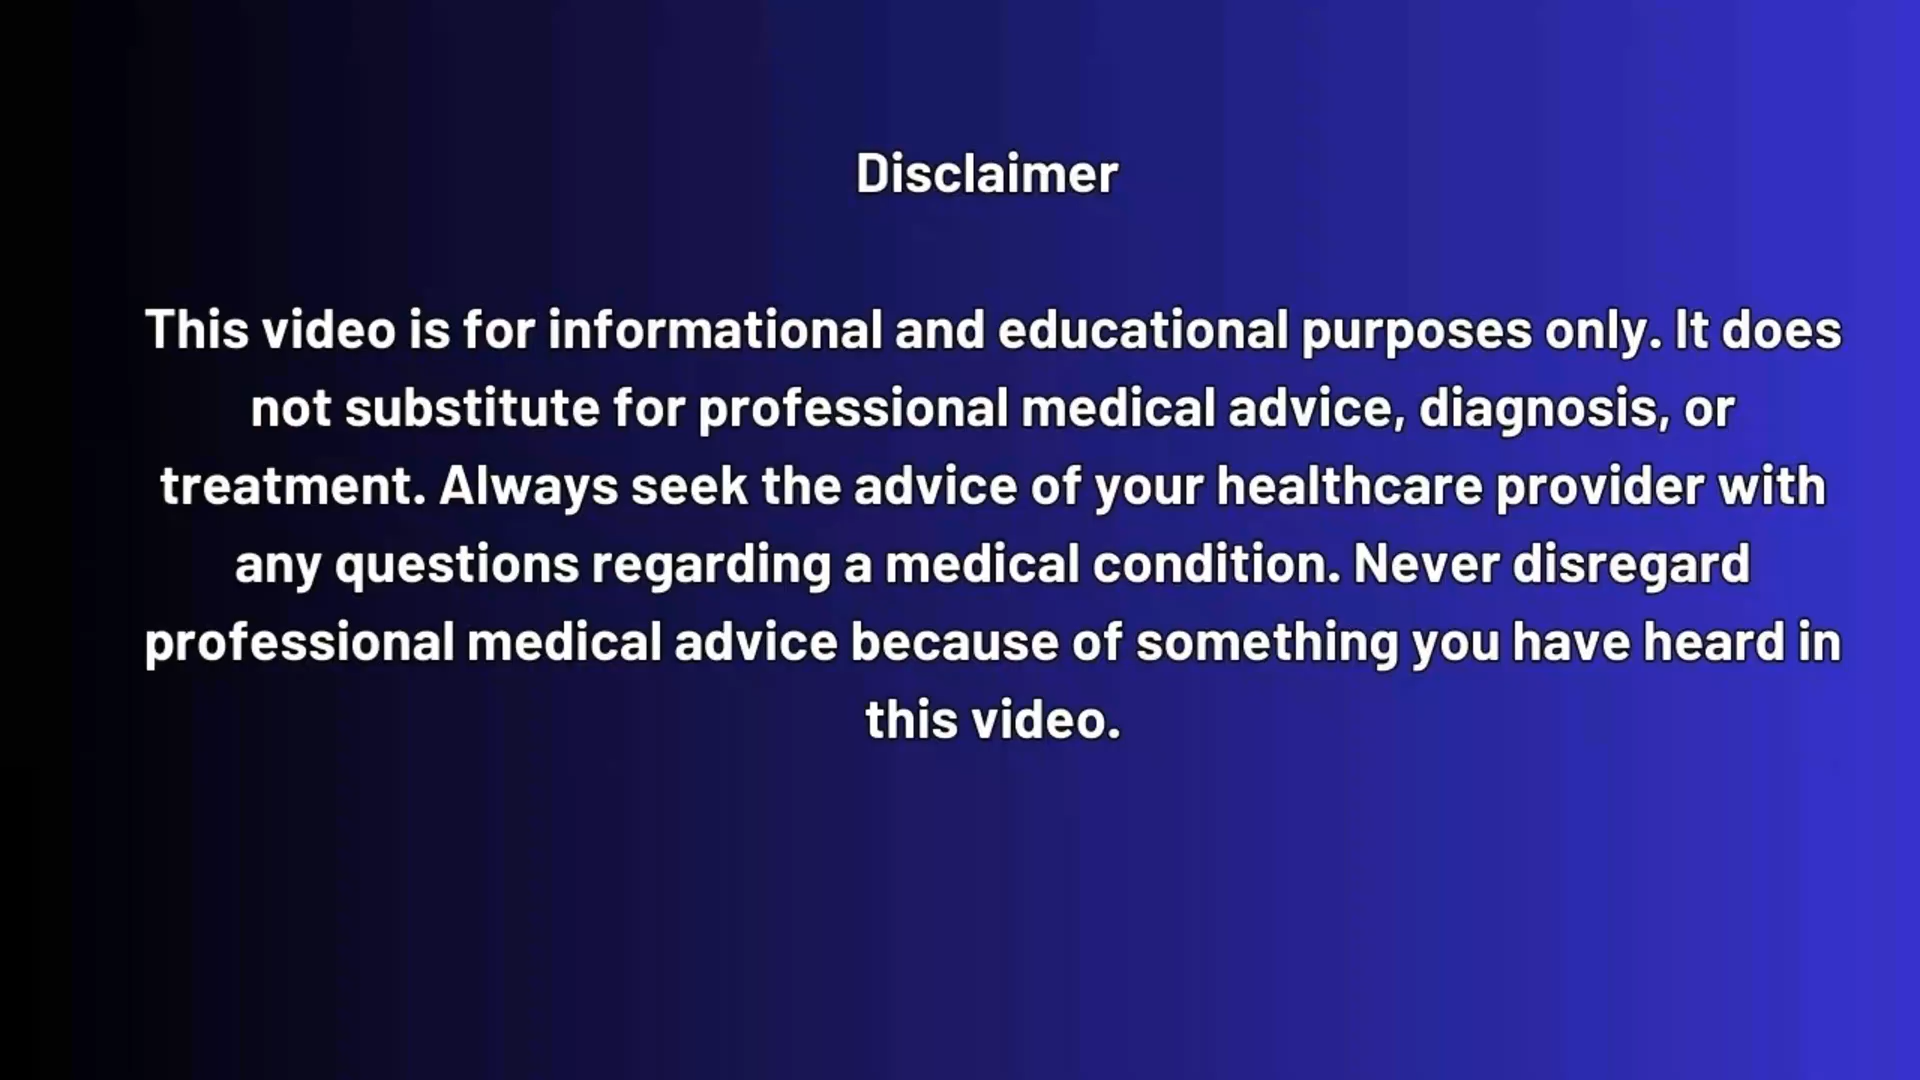 Disclaimer
This video is for informational and educational purposes only. It does
not substitute for professional medical advice, diagnosis, or
treatment. Always seek the advice of your healthcare provider with
any questions regarding a medical condition. Never disregard
professional medical advice because of something you have heard in
this video.